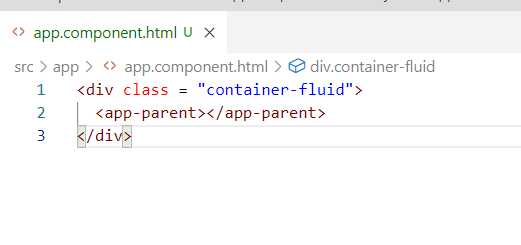 app.component.html U
src > app > app.component.html > div.container-fluid
1 <div class = "container-fluid">
2 <app-parent></app-parent>
3 </div>